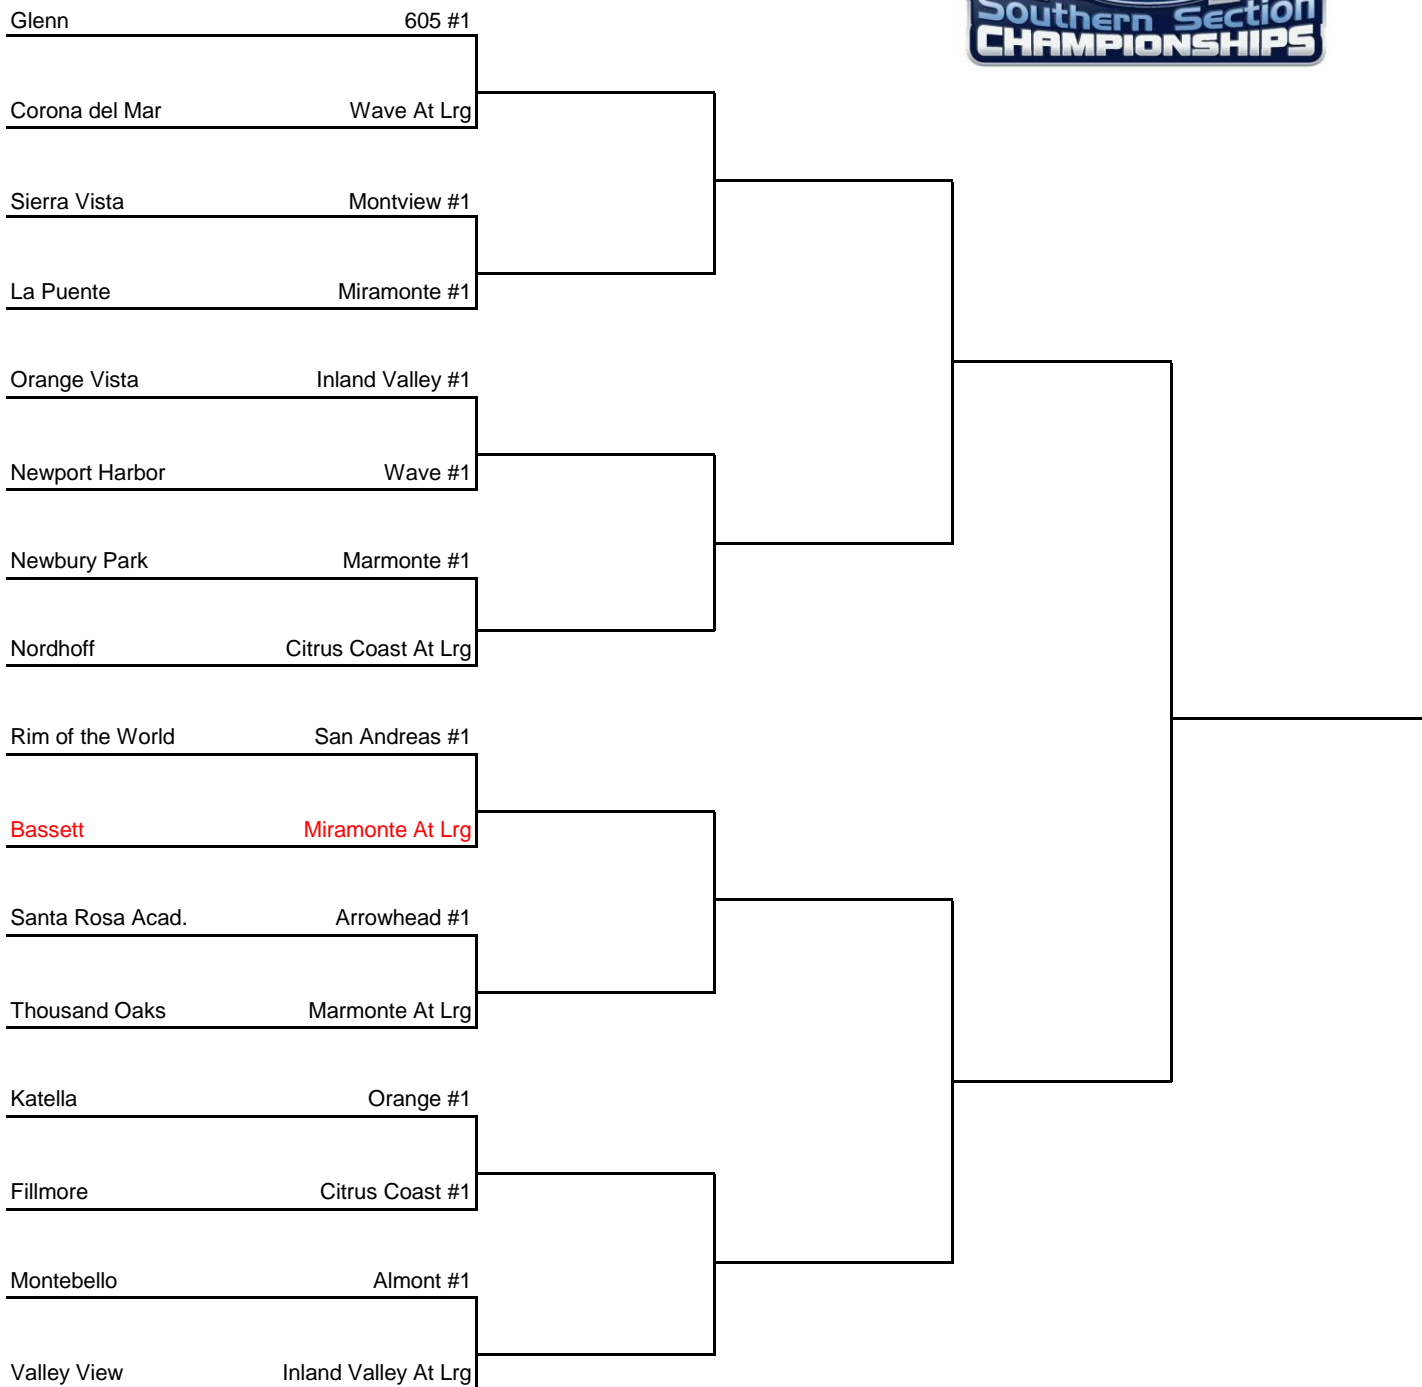 Southern Section
CHAMPIONSHIPS
Glenn 605 #1
Corona del Mar Wave At Lrg
Sierra Vista Montview #1
La Puente Miramonte #1
Orange Vista Inland Valley #1
Newport Harbor Wave #1
Newbury Park Marmonte #1
Nordhoff Citrus Coast At Lrg
Rim of the World San Andreas #1
Bassett Miramonte At Lrg
Santa Rosa Acad. Arrowhead #1
Thousand Oaks Marmonte At Lrg
Katella Orange #1
Fillmore Citrus Coast #1
Montebello Almont #1
Valley View Inland Valley At Lrg